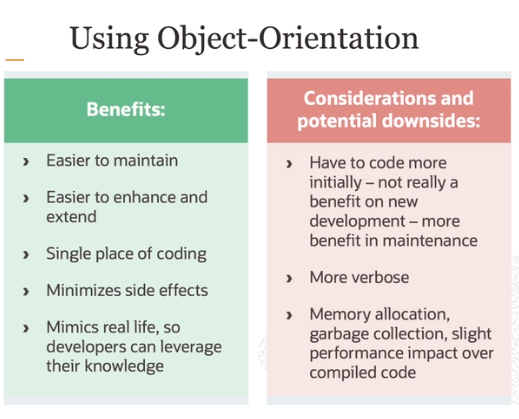 Using Object-Orientation
Benefits:
› Easier to maintain
› Easier to enhance and
extend
› Single place of coding
› Minimizes side effects
› Mimics real life, so
developers can leverage
their knowledge
Considerations and
potential downsides:
› Have to code more
initially – not really a
benefit on new
development – more
benefit in maintenance
› More verbose
› Memory allocation,
garbage collection, slight
performance impact over
compiled code